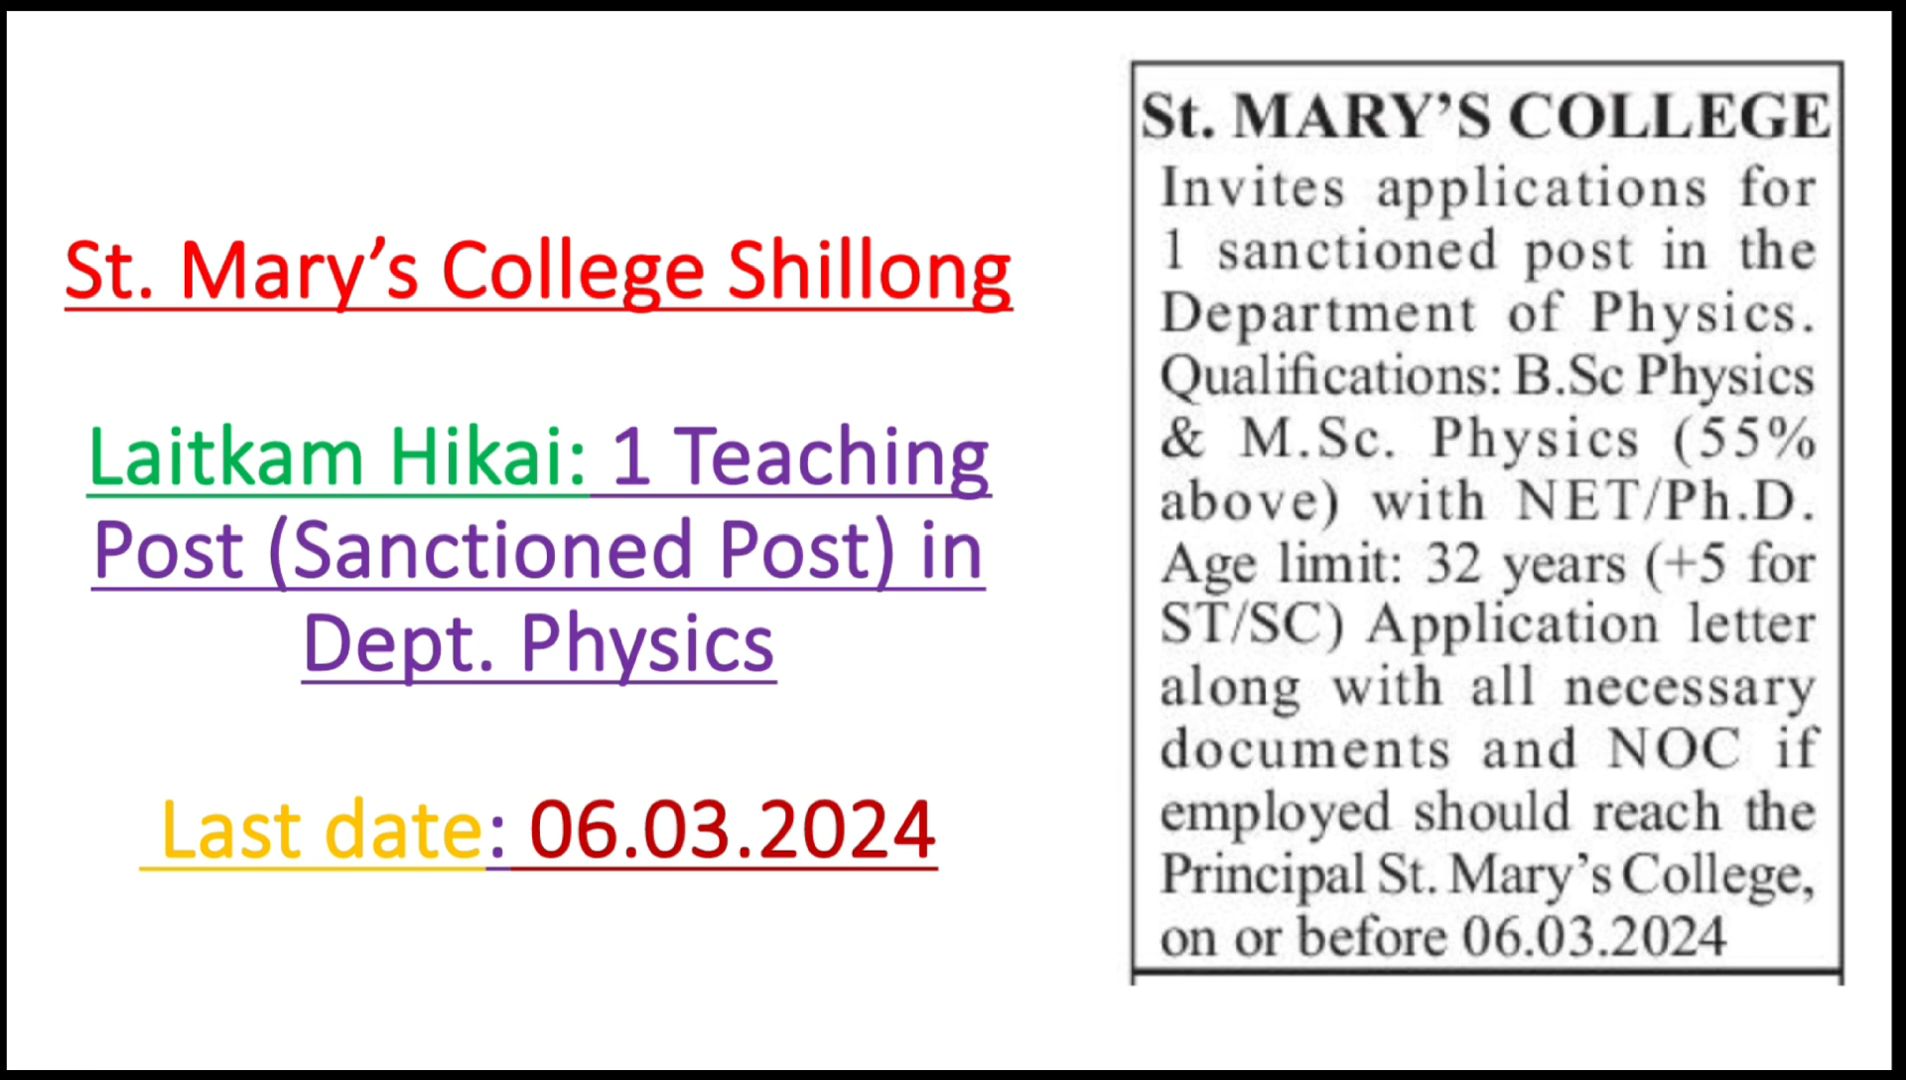 St. Mary’s College Shillong
Laitkam Hikai: 1 Teaching
Post (Sanctioned Post) in
Dept. Physics
Last date: 06.03.2024
St. MARY’S COLLEGE
Invites applications for
1 sanctioned post in the
Department of Physics.
Qualifications: B.Sc Physics
& M.Sc. Physics (55%
above) with NET/Ph.D.
Age limit: 32 years (+5 for
ST/SC) Application letter
along with all necessary
documents and NOC if
employed should reach the
Principal St. Mary’s College,
on or before 06.03.2024